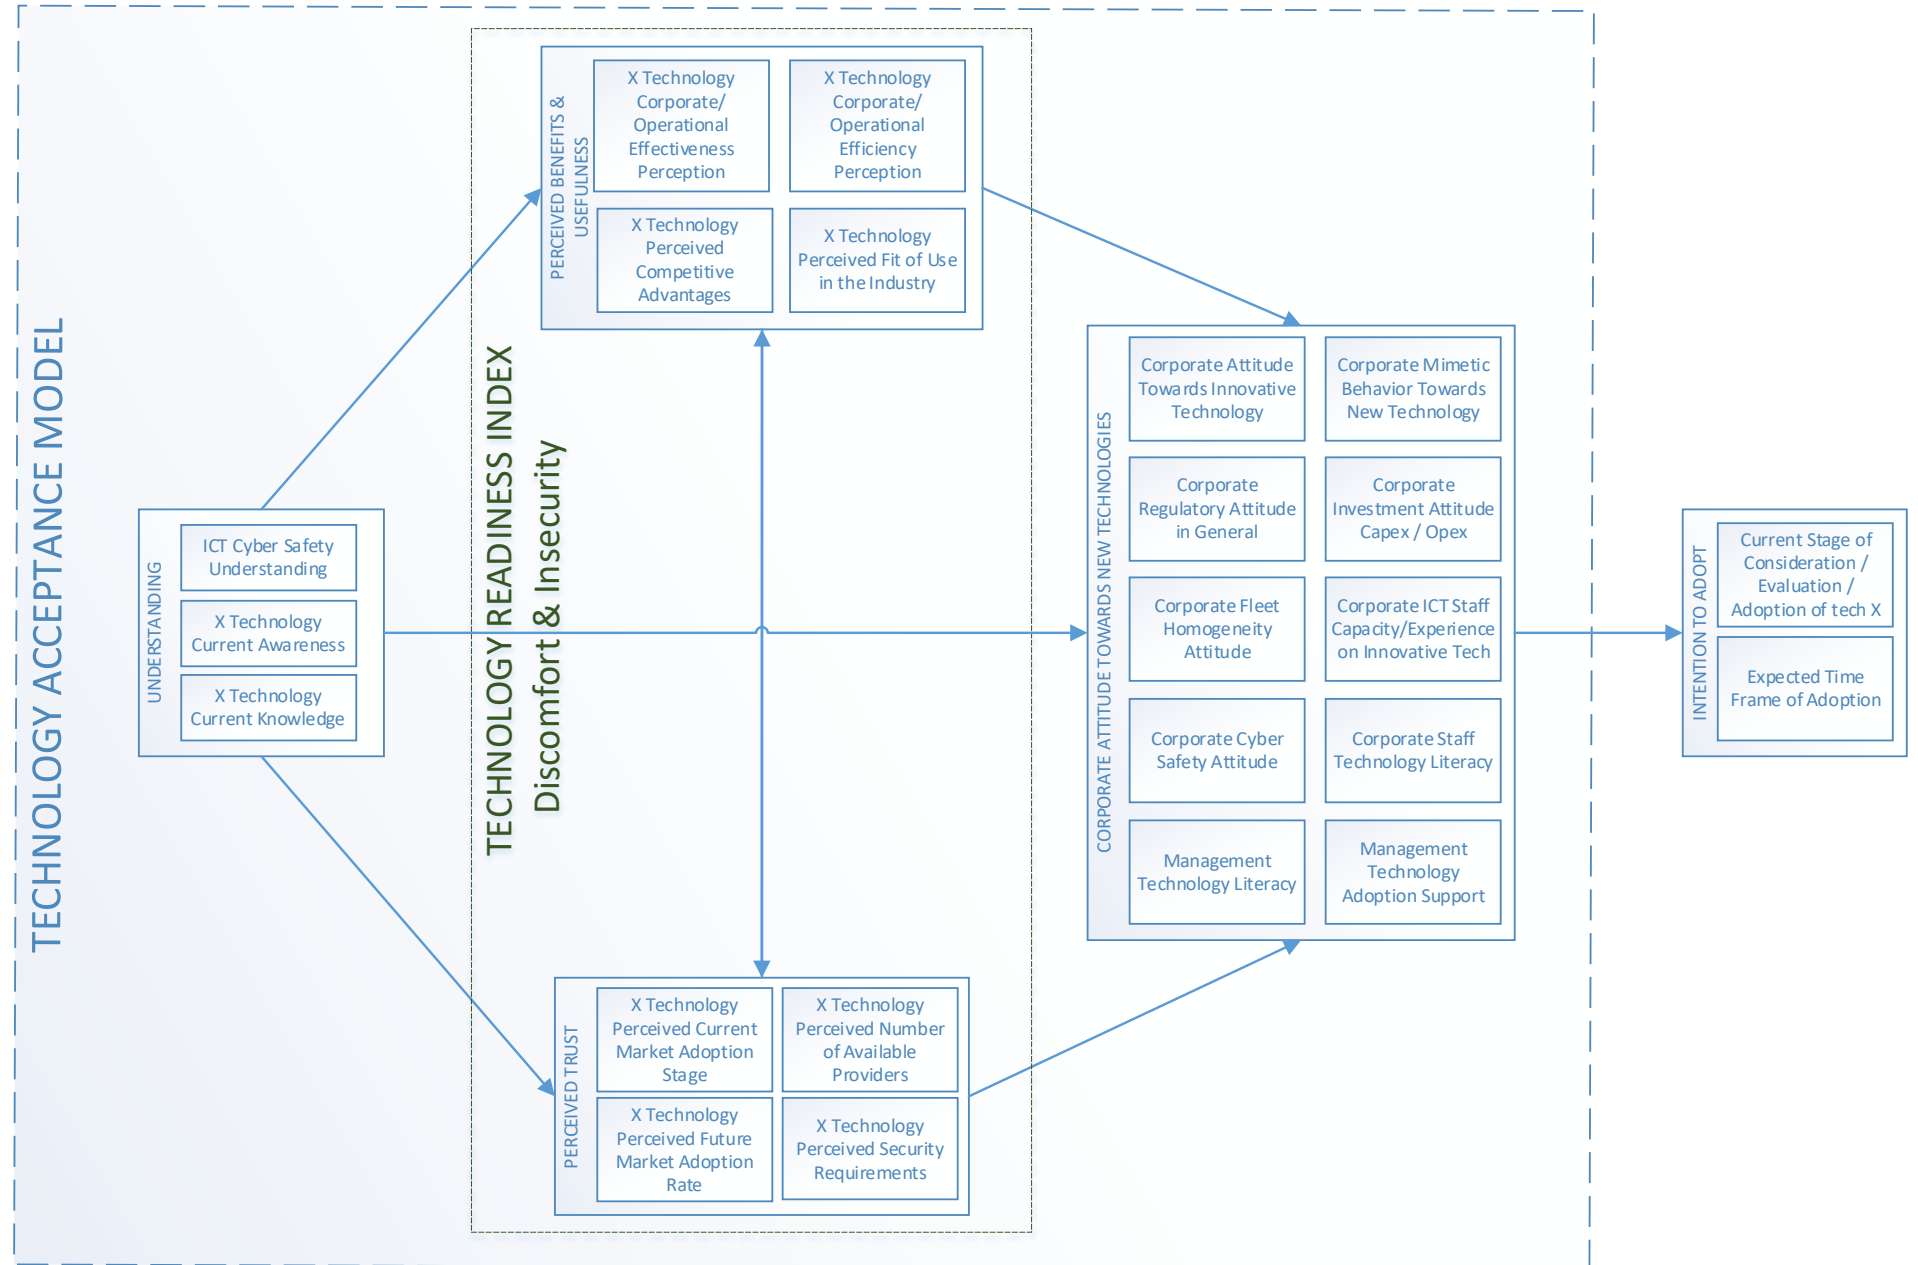 TECHNOLOGY ACCEPTANCE MODEL
UNDERSTANDING
ICT Cyber Safety
Understanding
X Technology
Current Awareness
X Technology
Current Knowledge
TECHNOLOGY READINESS INDEX
Discomfort & Insecurity
PERCEIVED BENEFITS &
USEFULNESS
X Technology
Corporate/
Operational
Effectiveness
Perception
X Technology
Corporate/
Operational
Efficiency
Perception
X Technology
Perceived
Competitive
Advantages
X Technology
Perceived Fit of Use
in the Industry
PERCEIVED TRUST
X Technology
Perceived Current
Market Adoption
Stage
X Technology
Perceived Number
of Available
Providers
X Technology
Perceived Future
Market Adoption
Rate
X Technology
Perceived Security
Requirements
CORPORATE ATTITUDE TOWARDS NEW TECHNOLOGIES
Corporate Attitude
Towards Innovative
Technology
Corporate Mimetic
Behavior Towards
New Technology
Corporate
Regulatory Attitude
in General
Corporate
Investment Attitude
Capex / Opex
Corporate Fleet
Homogeneity
Attitude
Corporate ICT Staff
Capacity/Experience
on Innovative Tech
Corporate Cyber
Safety Attitude
Corporate Staff
Technology Literacy
Management
Technology Literacy
Management
Technology
Adoption Support
INTENTION TO ADOPT
Current Stage of
Consideration /
Evaluation /
Adoption of tech X
Expected Time
Frame of Adoption